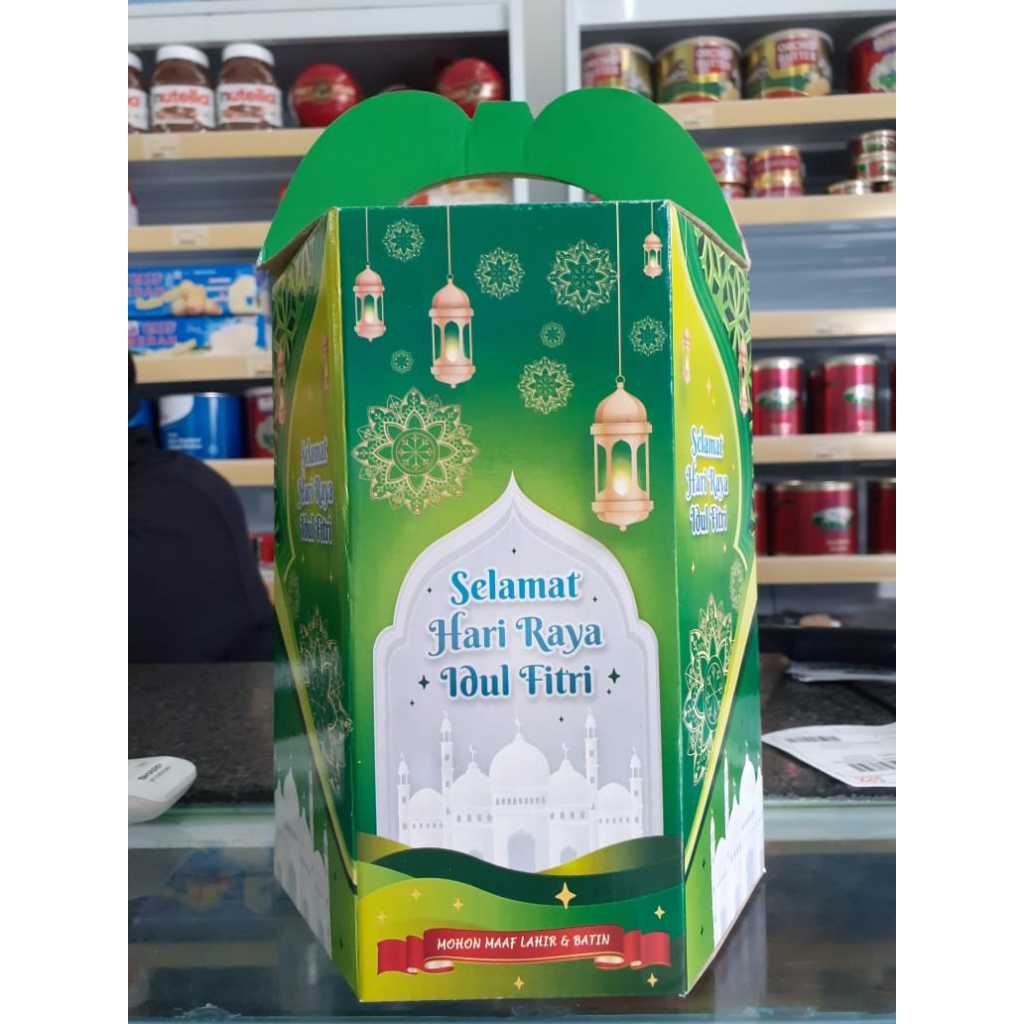 nutella
nutella
Selamat
Hari Raya
Idul Fitri
Selamat
Hari Raya
Idul Fitri
Selamat
Hari Raya
Idul Fitri
MOHON MAAF LAHIR & BATIN